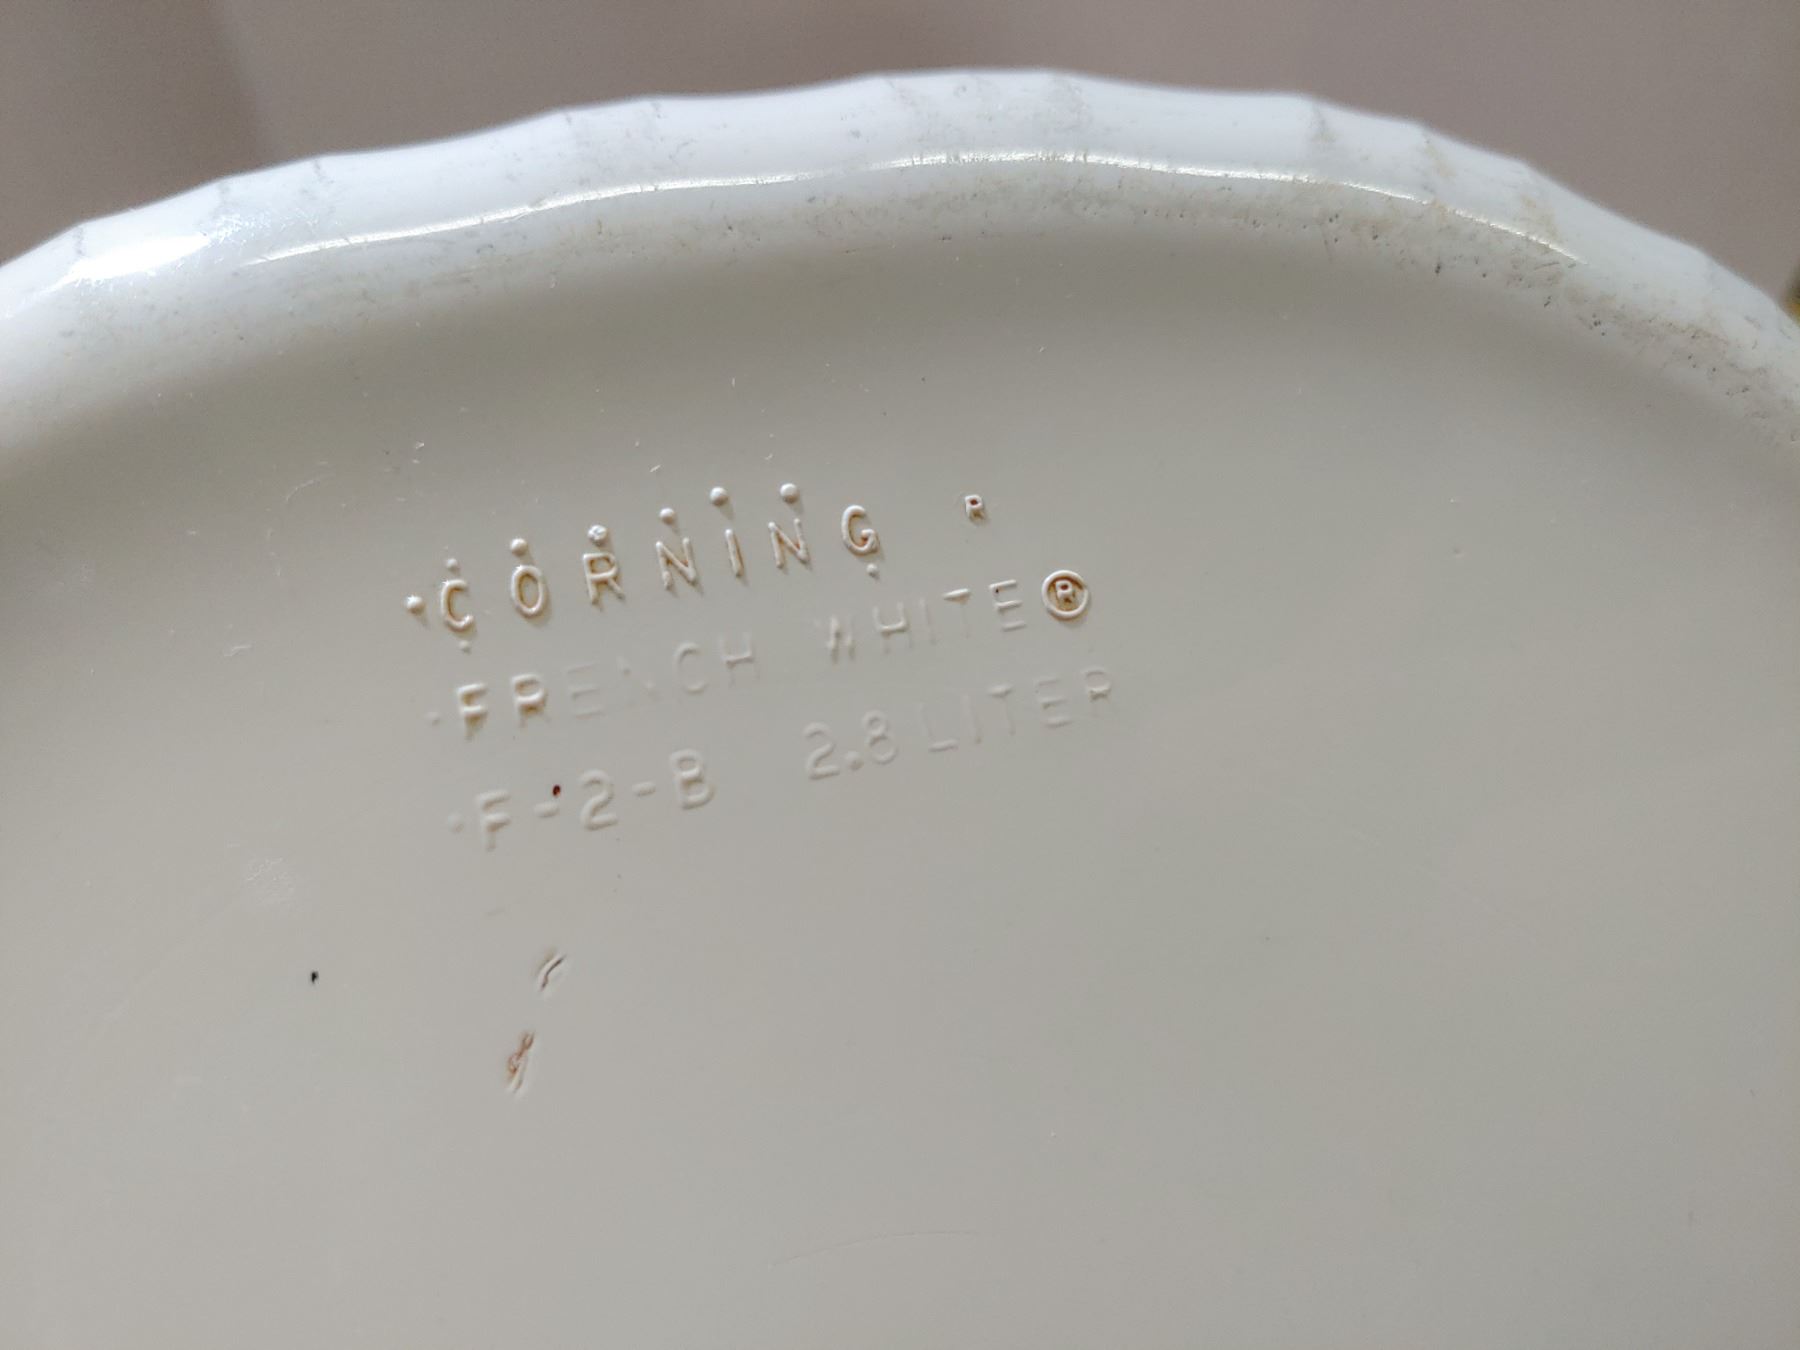 CORNING R
FRENCH WHITE®
F-2-B 2.8 LITER